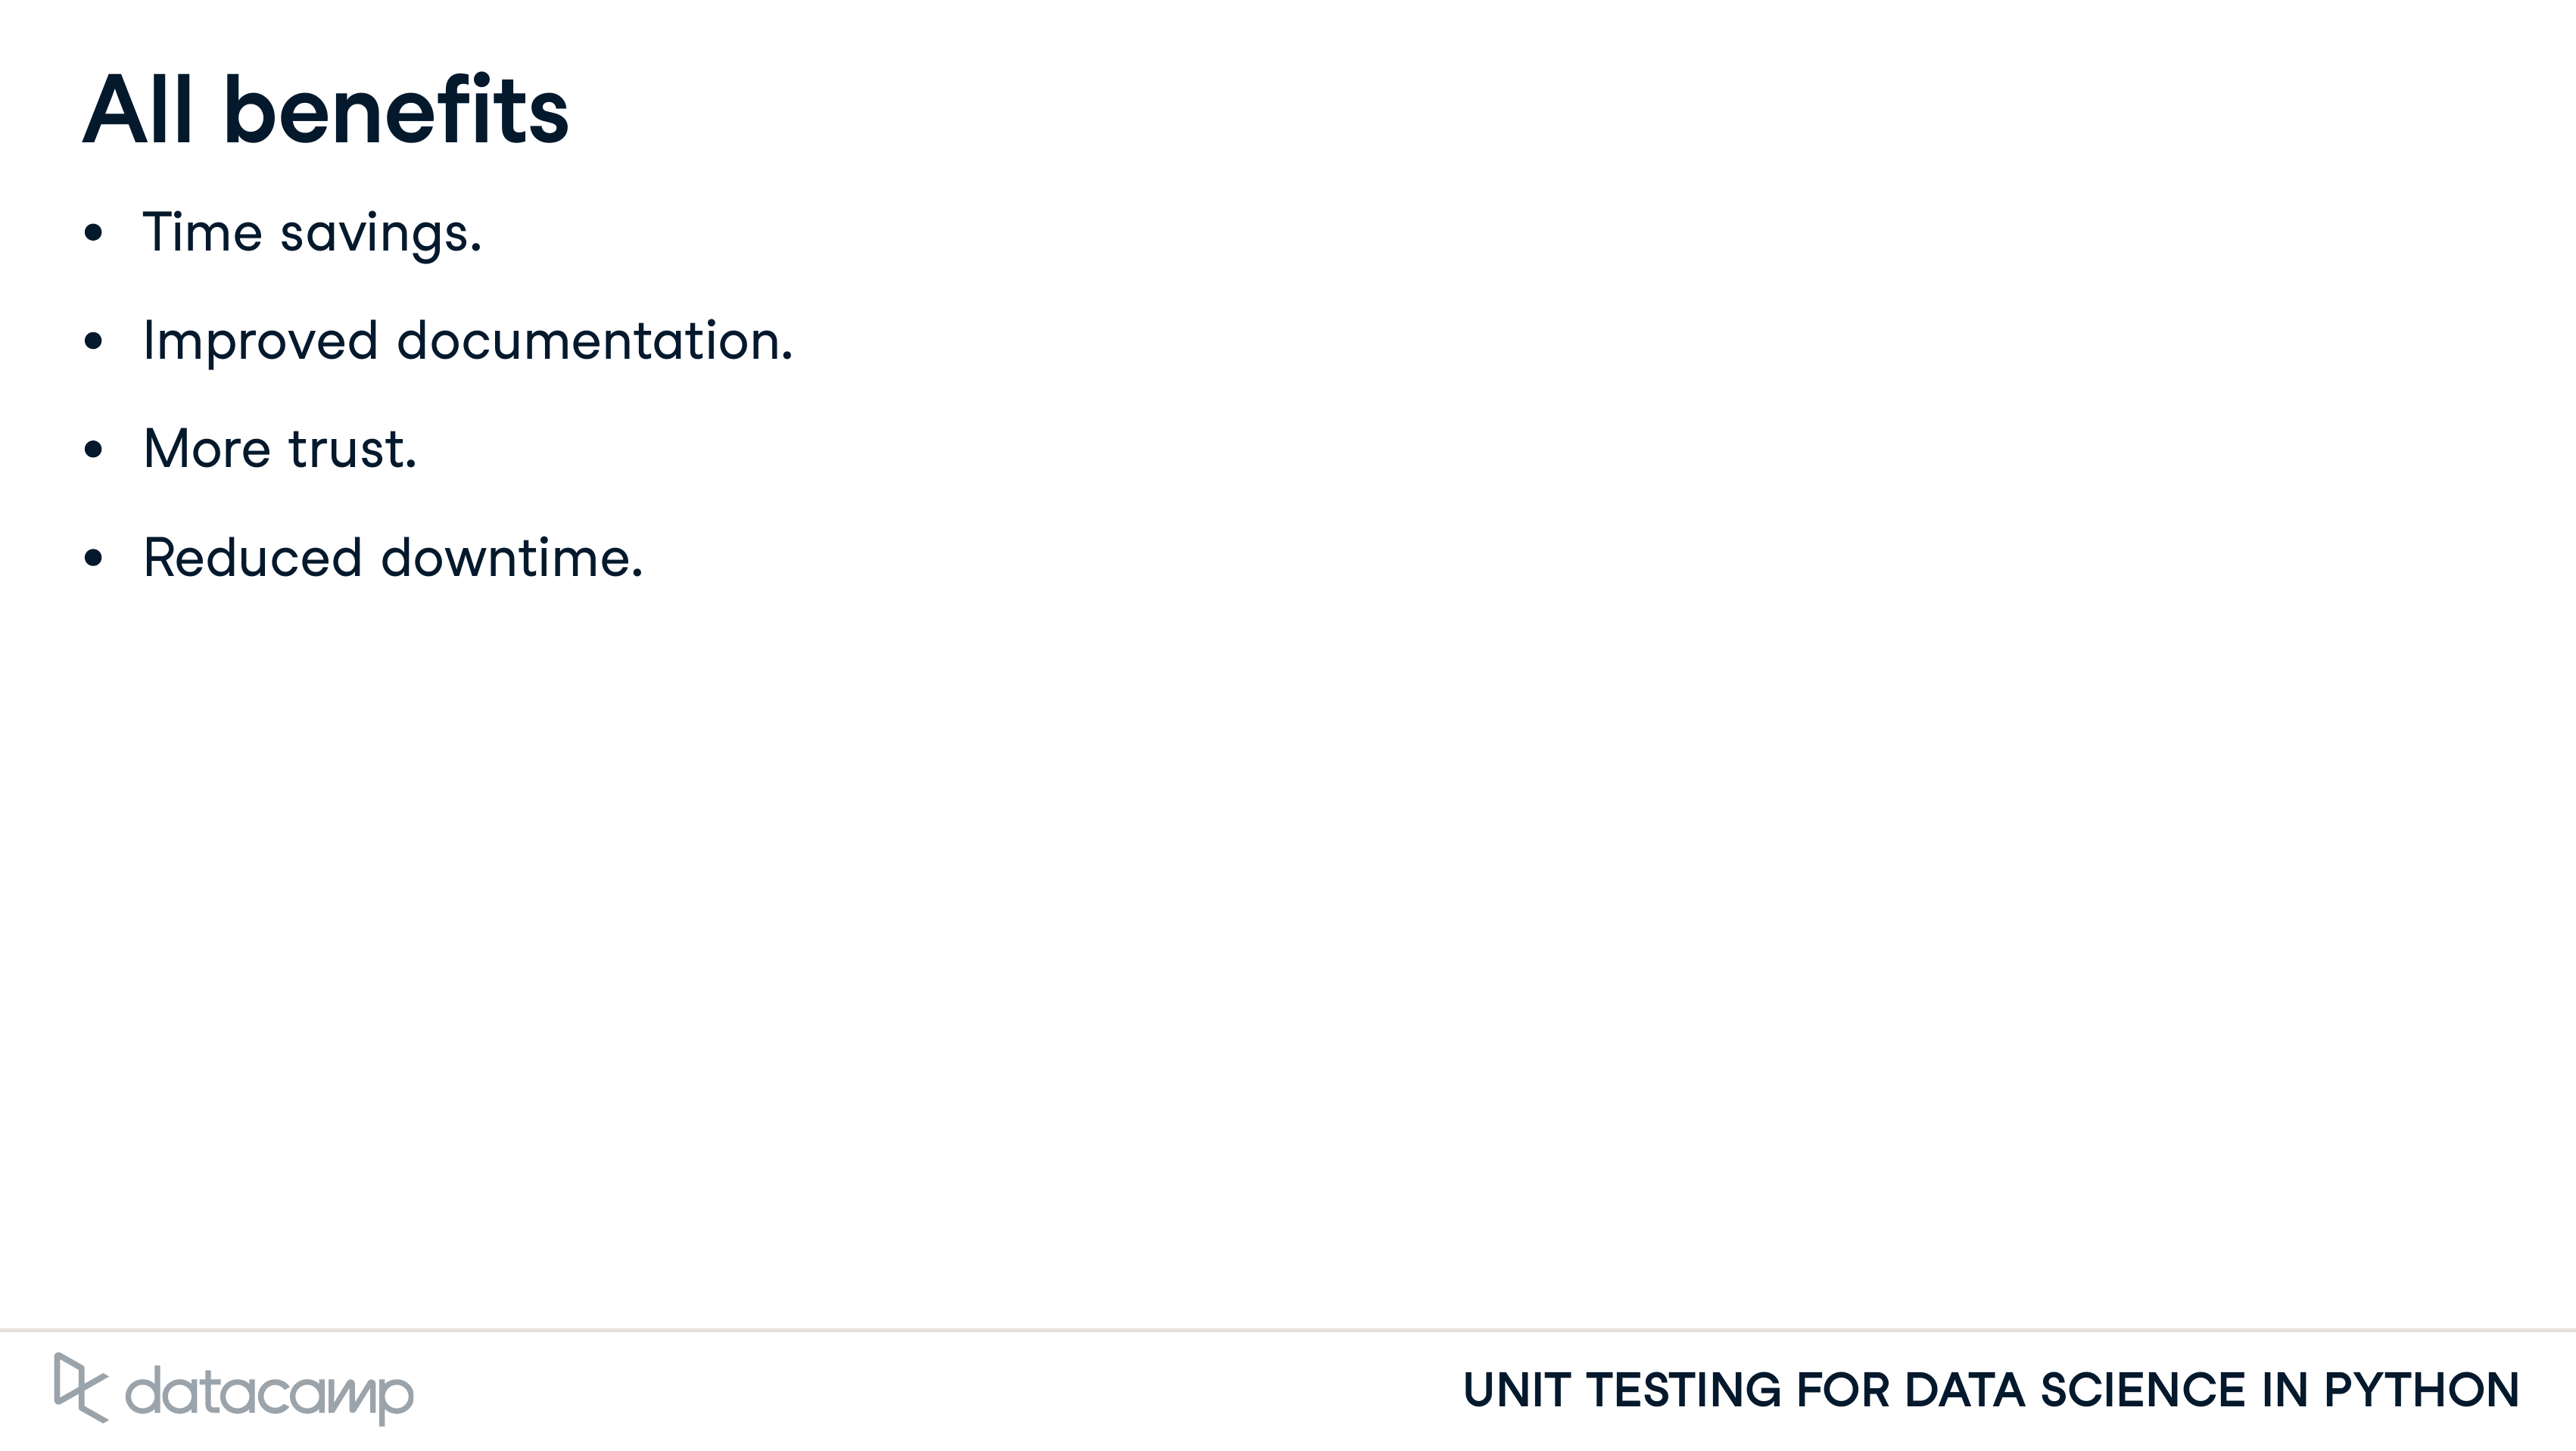 All benefits
• Time savings.
• Improved documentation.
• More trust.
• Reduced downtime.
datacamp
UNIT TESTING FOR DATA SCIENCE IN PYTHON